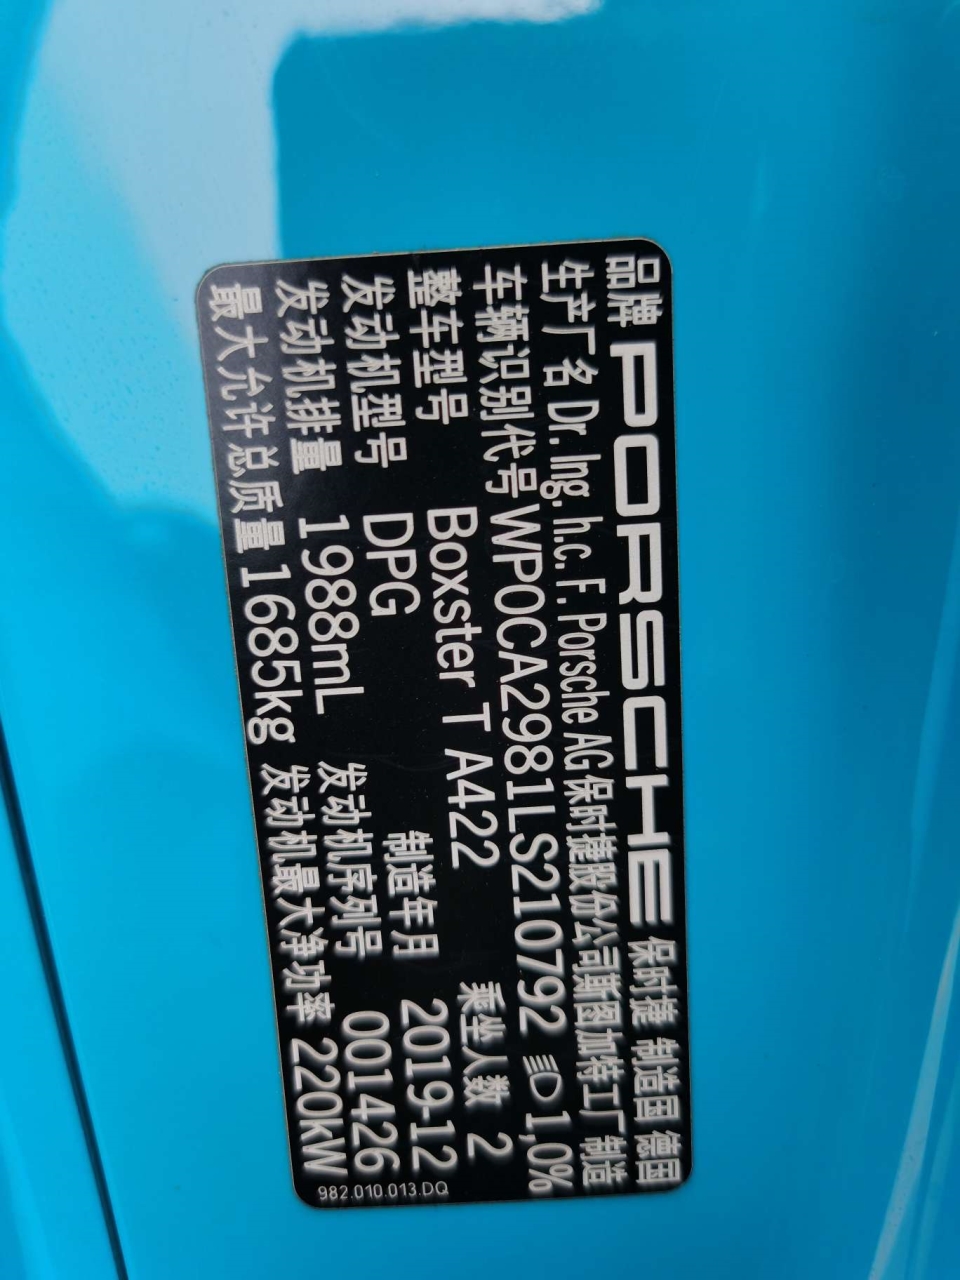 品牌 PORSCHE 保时捷 制造国 德国
生产厂名 Dr. Ing. h.c. F. Porsche AG保时捷股份公司斯图加特工厂制造
车辆识别代号 WP0CA2981LS210792 1,0%
整车型号 Boxster T A422 乘坐人数 2
发动机型号 DPG 制造年月 2019-12
发动机排量 1988mL 发动机序列号 001426
最大允许总质量 1685kg 发动机最大净功率 220kW
982.010.013.DQ